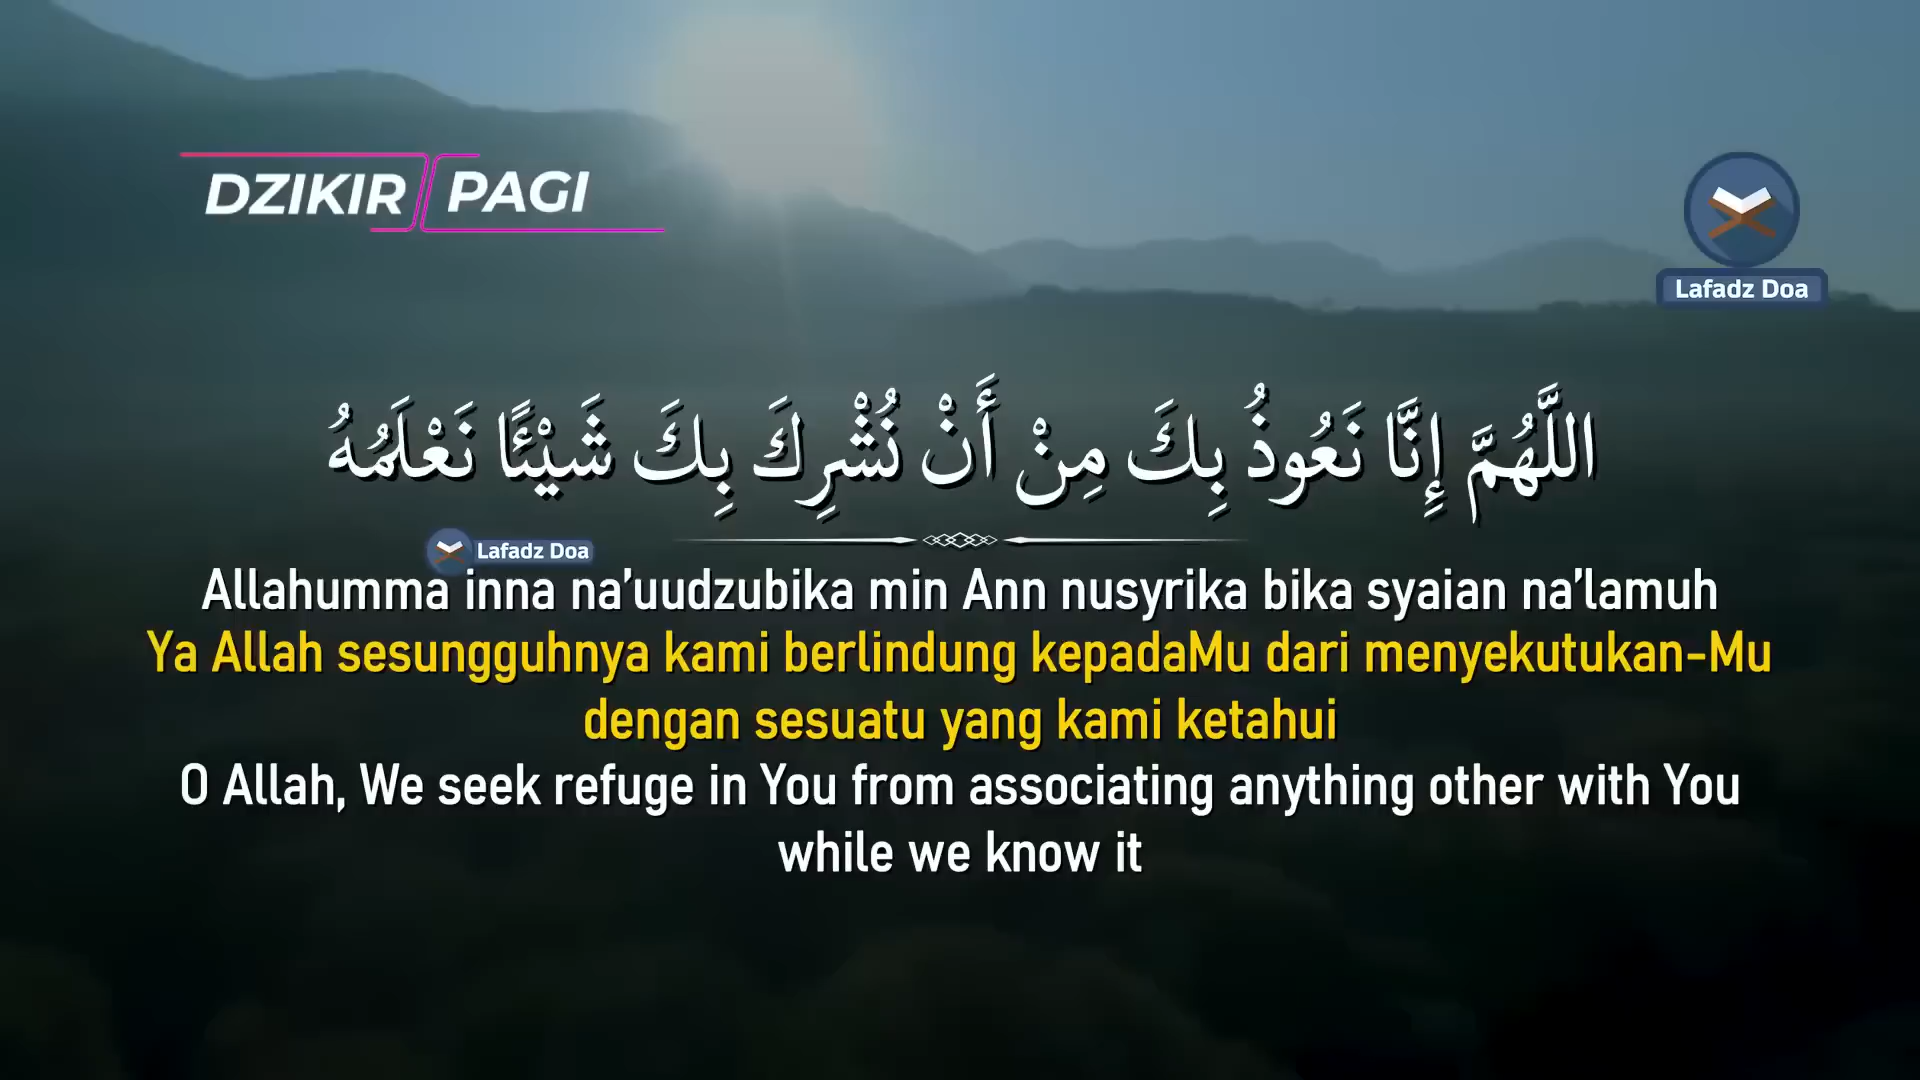 DZIKIR PAGI
Lafadz Doa
اللَّهُمَّ إِنَّا نَعُوذُ بِكَ مِنْ أَنْ نُشْرِكَ بِكَ شَيْئًا نَعْلَمُهُ
Lafadz Doa
Allahumma inna na’uudzubika min Ann nusyrika bika syaian na’lamuh
Ya Allah sesungguhnya kami berlindung kepadaMu dari menyekutukan-Mu
dengan sesuatu yang kami ketahui
O Allah, We seek refuge in You from associating anything other with You
while we know it